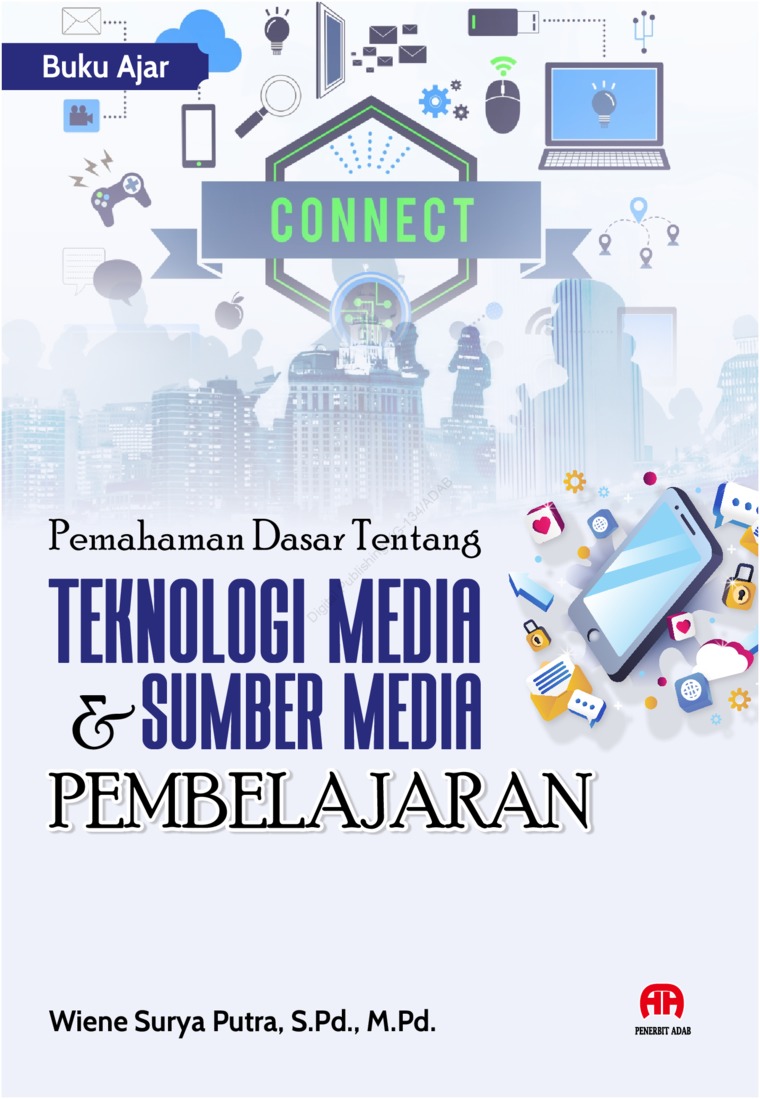 Buku Ajar
CONNECT
Pemahaman Dasar Tentang
TEKNOLOGI MEDIA
& SUMBER MEDIA
PEMBELAJARAN
Wiene Surya Putra, S.Pd., M.Pd.
PENERBIT ADAB